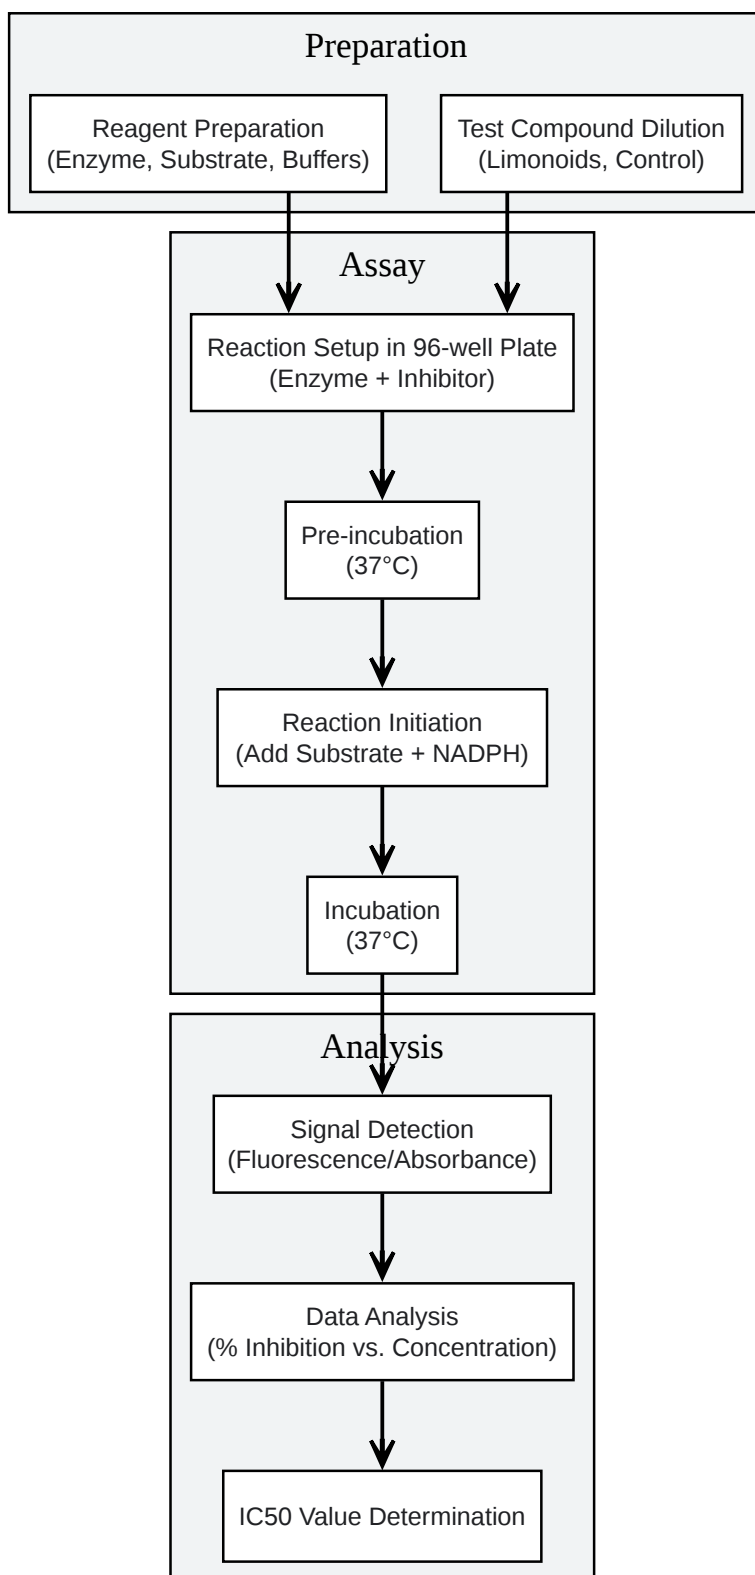 Preparation
Reagent Preparation
(Enzyme, Substrate, Buffers)
Test Compound Dilution
(Limonoids, Control)
Assay
Reaction Setup in 96-well Plate
(Enzyme + Inhibitor)
Pre-incubation
(37°C)
Reaction Initiation
(Add Substrate + NADPH)
Incubation
(37°C)
Analysis
Signal Detection
(Fluorescence/Absorbance)
Data Analysis
(% Inhibition vs. Concentration)
IC50 Value Determination